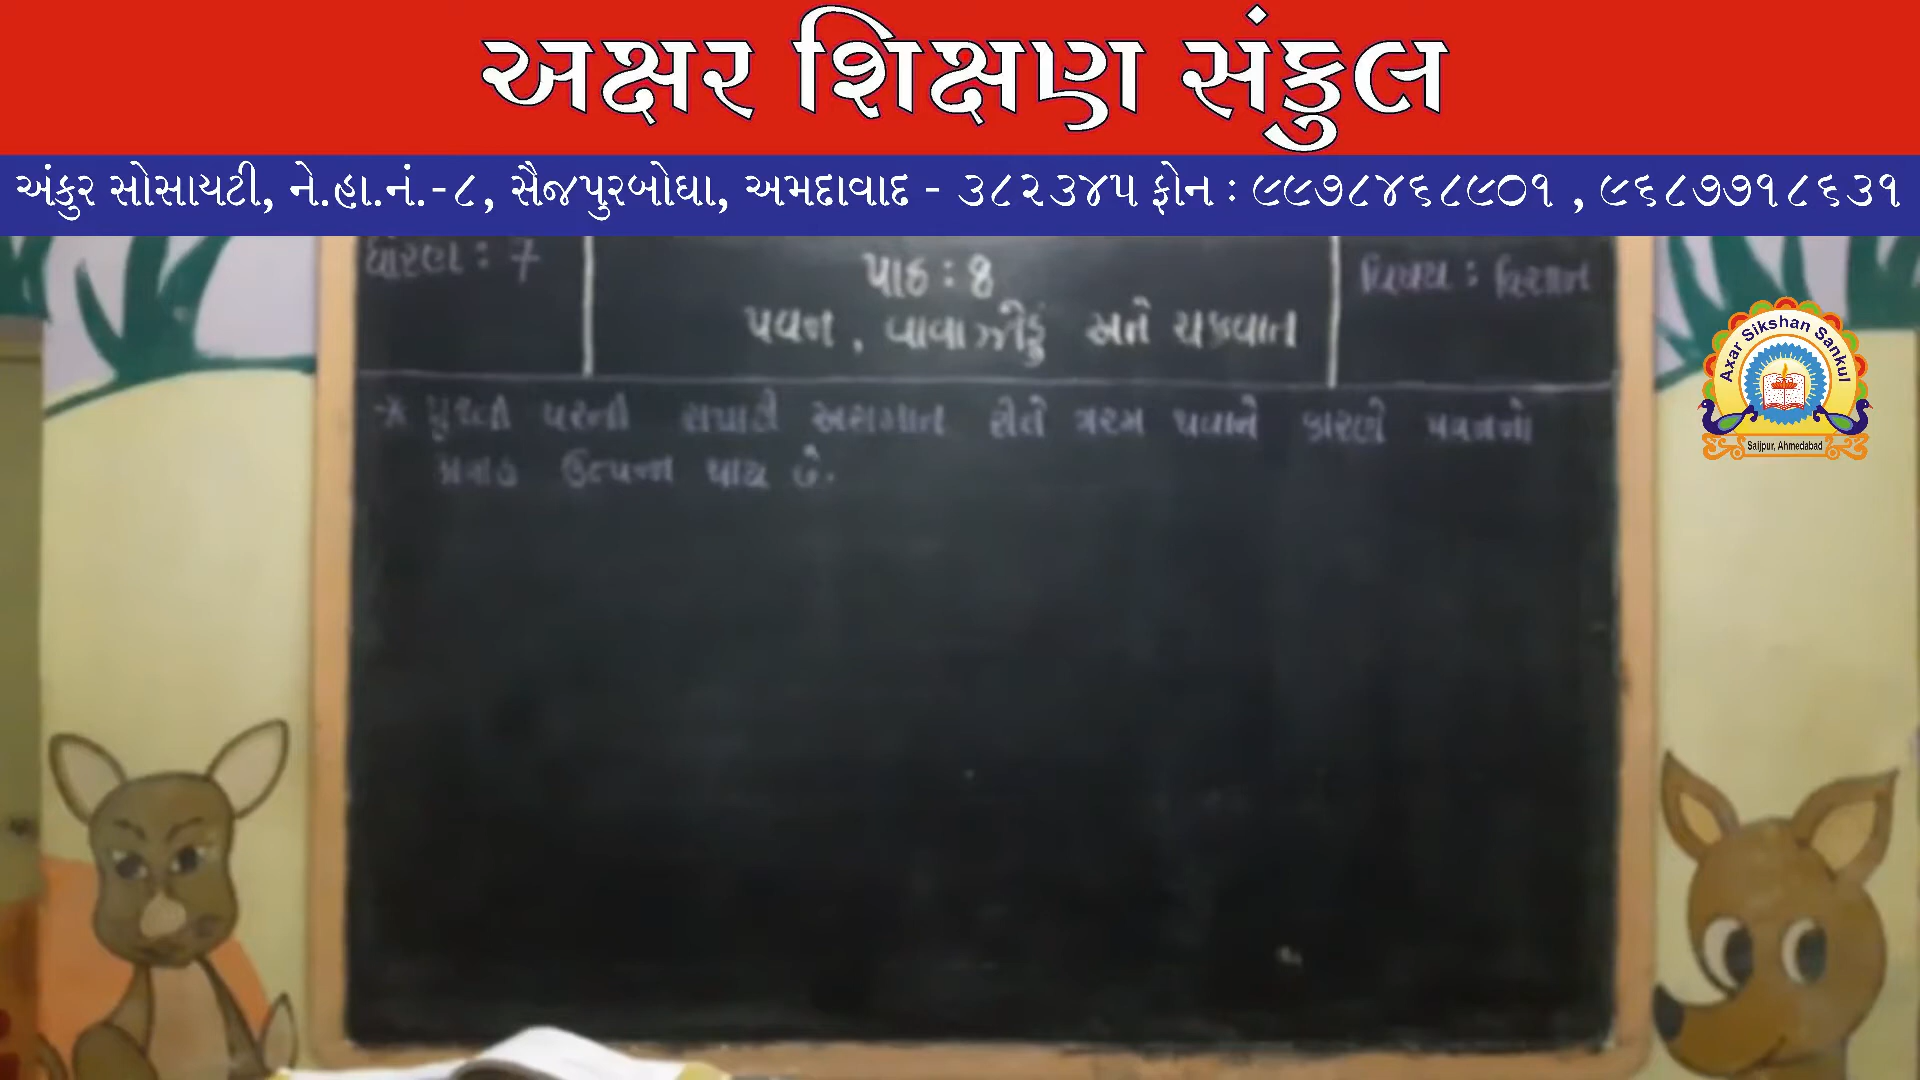 અક્ષર શિક્ષણ સંકુલ
અંકુર સોસાયટી, ને.હા.નં.-૮, સૈજપુરબોઘા, અમદાવાદ - ૩૮૨૩૪૫ ફોન : ૯૯૭૮૪૬૮૯૦૧ , ૯૬૮૭૭૧૮૬૩૧
ધોરણ : 7
પાઠ : 8
વિષય : વિજ્ઞાન
પવન , વાવાઝોડું અને ચક્રવાત
Axar Sikshan Sankul
Saijpur, Ahmedabad
* પૃથ્વી પરની સપાટી અસમાન રીતે ગરમ થવાને કારણે પવનનો
પ્રવાહ ઉત્પન્ન થાય છે.